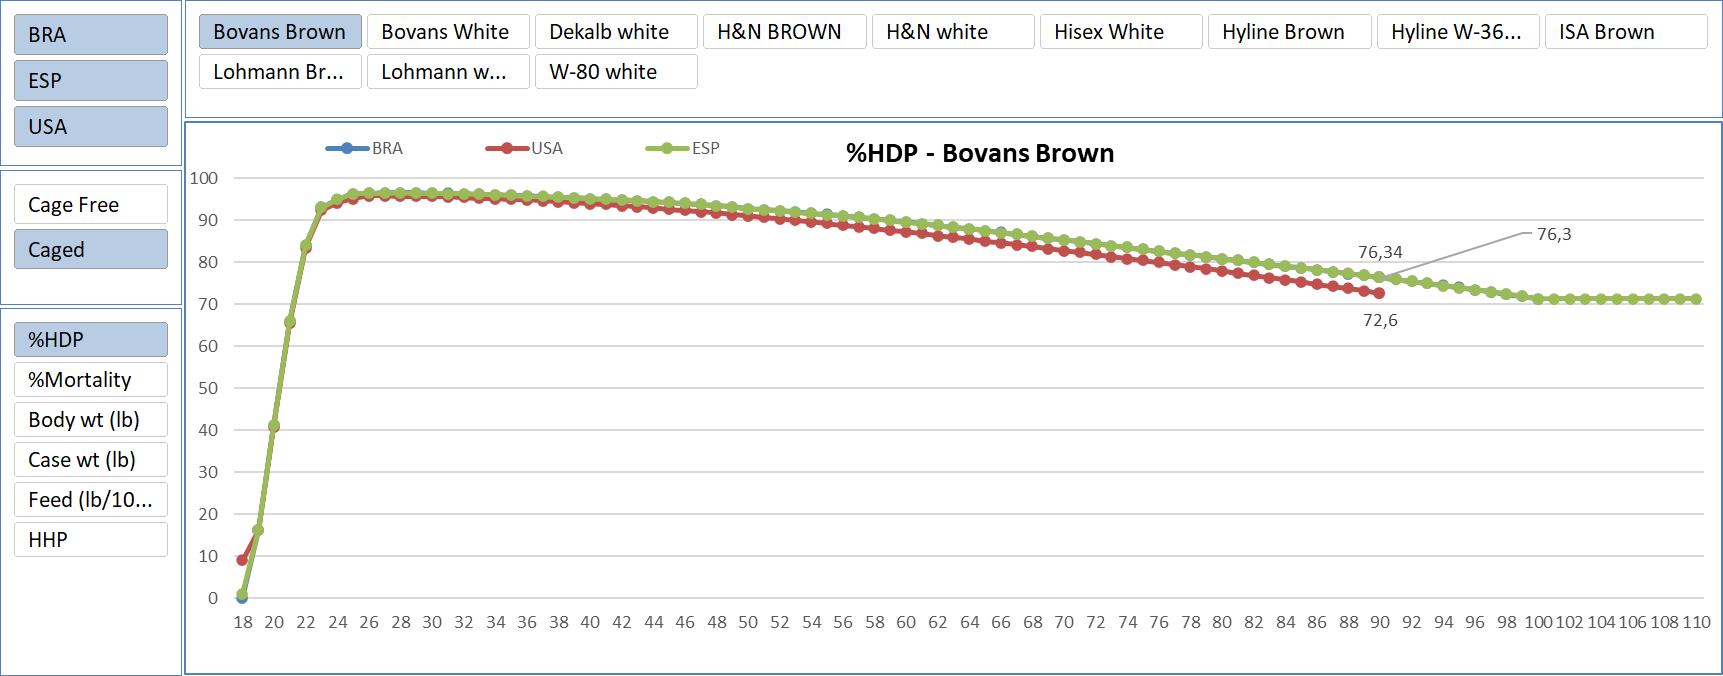 BRA
ESP
USA
Cage Free
Caged
%HDP
%Mortality
Body wt (lb)
Case wt (lb)
Feed (lb/10...
HHP
Bovans Brown Bovans White Dekalb white H&N BROWN H&N white Hisex White Hyline Brown Hyline W-36... ISA Brown
Lohmann Br... Lohmann w... W-80 white
BRA USA ESP
%HDP - Bovans Brown
100
90
80
70
60
50
40
30
20
10
0
76,34
76,3
72,6
18 20 22 24 26 28 30 32 34 36 38 40 42 44 46 48 50 52 54 56 58 60 62 64 66 68 70 72 74 76 78 80 82 84 86 88 90 92 94 96 98 100 102 104 106 108 110